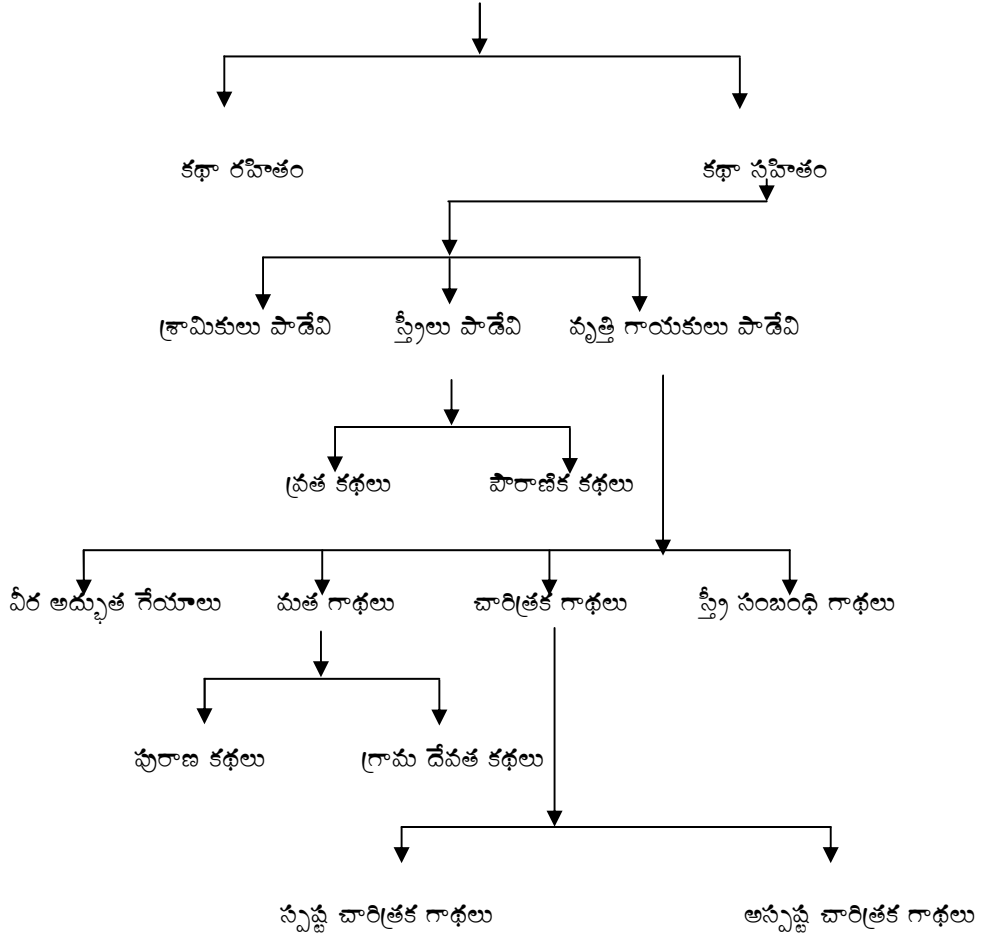 కథా రహితం కథా సహితం
శ్రామికులు పాడేవి స్త్రీలు పాడేవి వృత్తి గాయకులు పాడేవి
వ్రత కథలు పౌరాణిక కథలు
వీర అద్భుత గేయాలు మత గాథలు చారిత్రక గాథలు స్త్రీ సంబంధి గాథలు
పురాణ కథలు గ్రామ దేవత కథలు
స్పష్ట చారిత్రక గాథలు అస్పష్ట చారిత్రక గాథలు